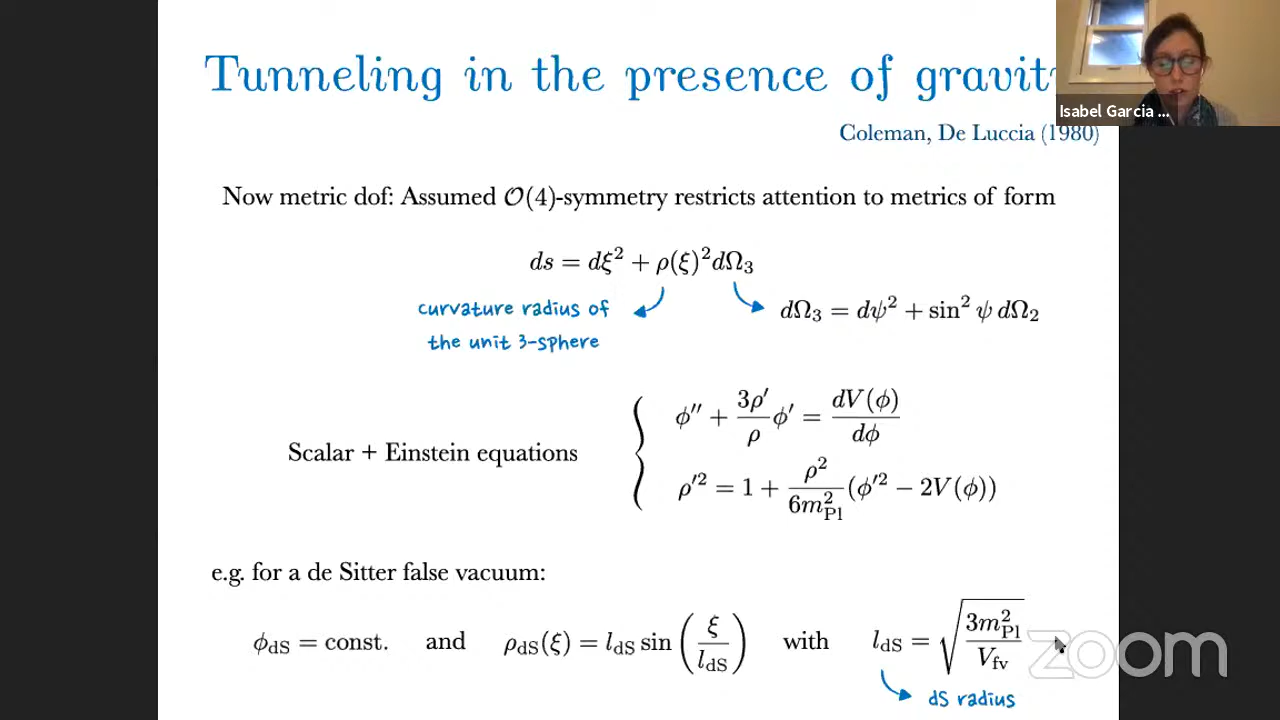 Tunneling in the presence of gravit
Isabel Garcia ...
Coleman, De Luccia (1980)
Now metric dof: Assumed 𝒪(4)-symmetry restricts attention to metrics of form
ds = dξ² + ρ(ξ)²dΩ₃
curvature radius of
the unit 3-sphere
dΩ₃ = dψ² + sin² ψ dΩ₂
Scalar + Einstein equations
φ′′ + 3ρ′/ρ φ′ = dV(φ)/dφ
ρ′² = 1 + ρ²/6m²_Pl (φ′² − 2V(φ))
e.g. for a de Sitter false vacuum:
φ_dS = const. and ρ_dS(ξ) = l_dS sin(ξ/l_dS) with l_dS = √(3m²_Pl/V_fv)
dS radius
zoom